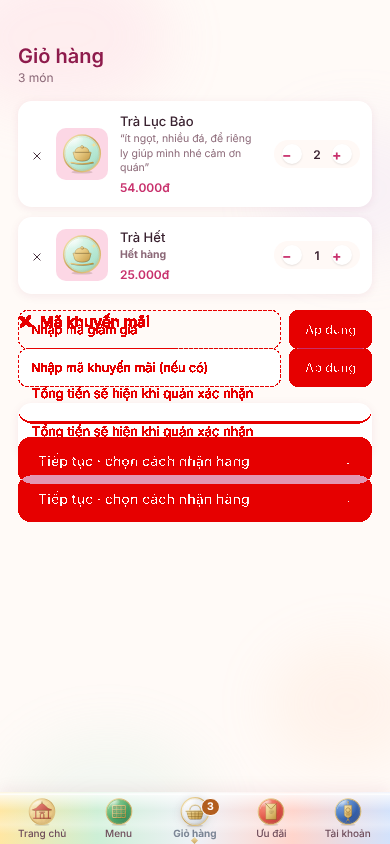 Giỏ hàng
3 món
Trà Lục Bảo
“ít ngọt, nhiều đá, để riêng
ly giúp mình nhé cảm ơn
quán”
54.000đ
− 2 +
Trà Hết
Hết hàng
25.000đ
− 1 +
Mã khuyến mãi
Nhập mã giảm giá
Áp dụng
Nhập mã khuyến mãi (nếu có)
Áp dụng
Tổng tiền sẽ hiện khi quán xác nhận
Tổng tiền sẽ hiện khi quán xác nhận
Tiếp tục · chọn cách nhận hàng
Tiếp tục · chọn cách nhận hàng
3
Trang chủ
Menu
Giỏ hàng
Ưu đãi
Tài khoản